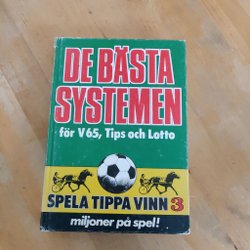 DE BÄSTA
SYSTEMEN
för V65, Tips och Lotto
SPELA TIPPA VINN 3
miljoner på spel!